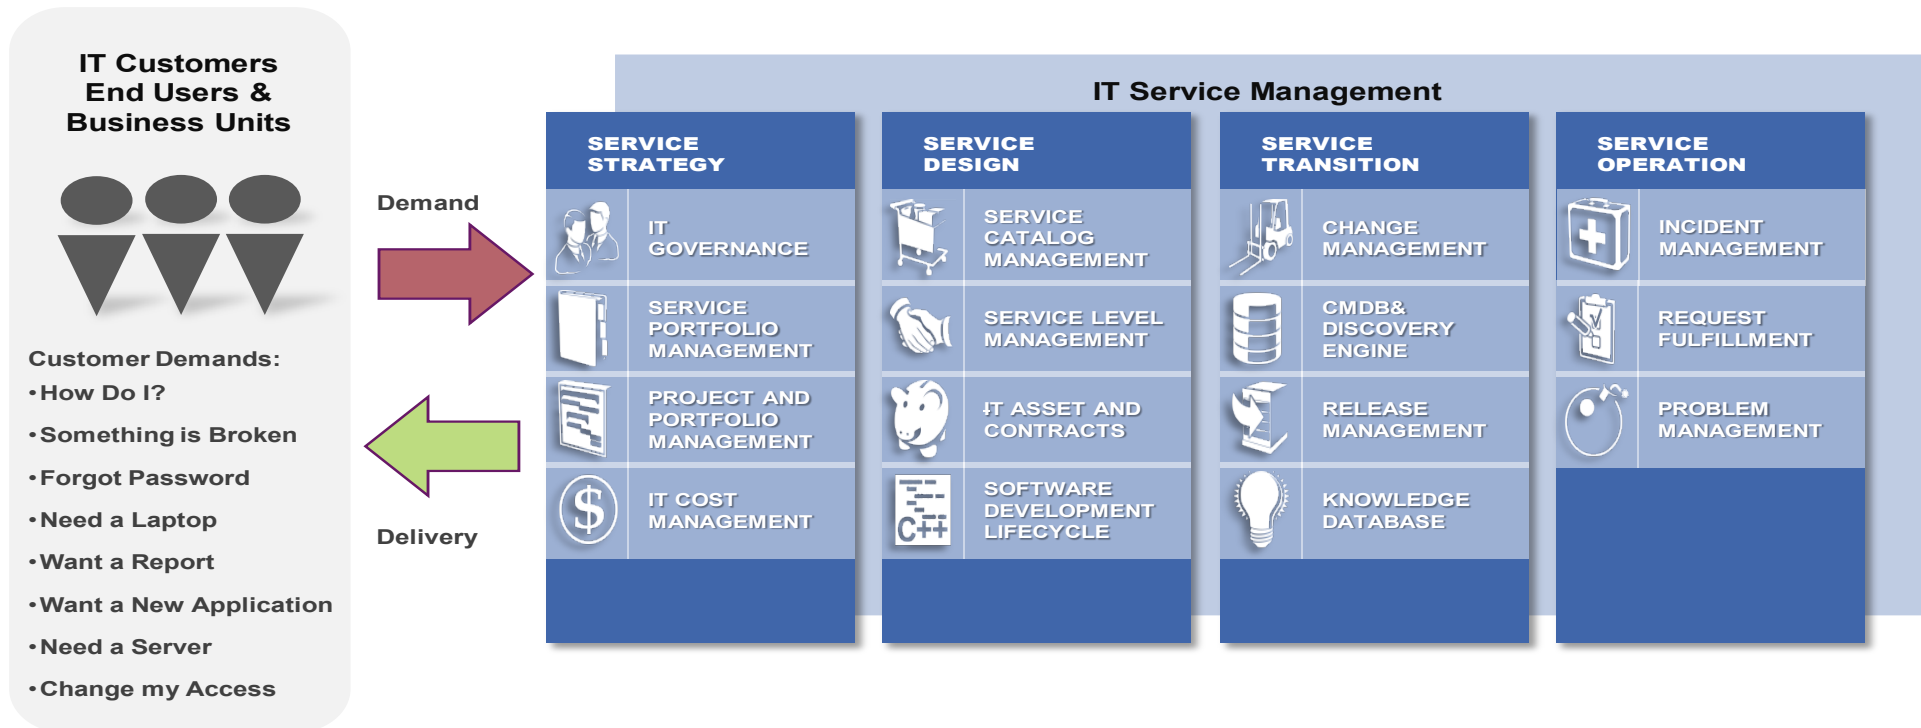 IT Customers
End Users &
Business Units
Customer Demands:
•How Do I?
•Something is Broken
•Forgot Password
•Need a Laptop
•Want a Report
•Want a New Application
•Need a Server
•Change my Access
Demand
Delivery
IT Service Management
SERVICE
STRATEGY
IT
GOVERNANCE
SERVICE
PORTFOLIO
MANAGEMENT
PROJECT AND
PORTFOLIO
MANAGEMENT
$
IT COST
MANAGEMENT
SERVICE
DESIGN
SERVICE
CATALOG
MANAGEMENT
SERVICE LEVEL
MANAGEMENT
IT ASSET AND
CONTRACTS
C++
SOFTWARE
DEVELOPMENT
LIFECYCLE
SERVICE
TRANSITION
CHANGE
MANAGEMENT
CMDB&
DISCOVERY
ENGINE
RELEASE
MANAGEMENT
KNOWLEDGE
DATABASE
SERVICE
OPERATION
INCIDENT
MANAGEMENT
REQUEST
FULFILLMENT
PROBLEM
MANAGEMENT